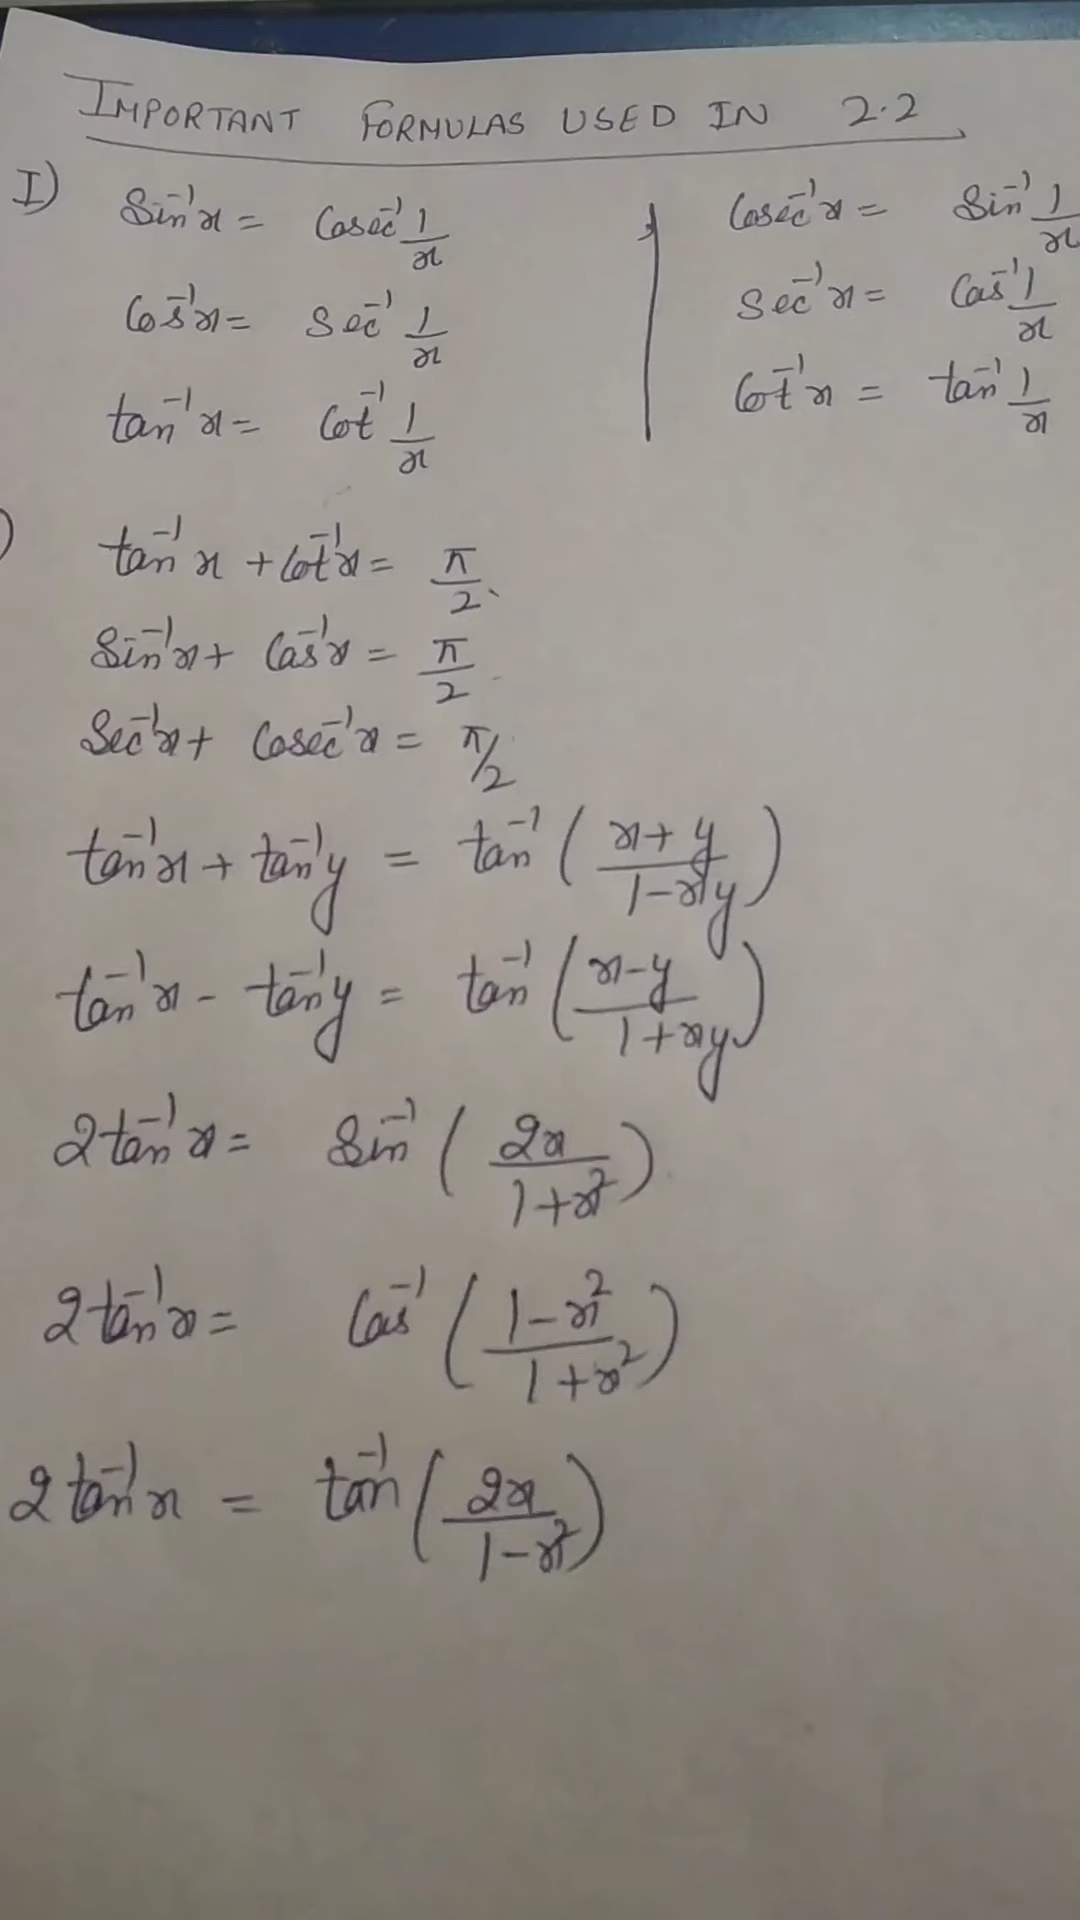 IMPORTANT FORMULAS USED IN 2.2
I) Sin⁻¹x = Cosec⁻¹ 1/x | Cosec⁻¹x = Sin⁻¹ 1/x
Cos⁻¹x = Sec⁻¹ 1/x | Sec⁻¹x = Cos⁻¹ 1/x
tan⁻¹x = Cot⁻¹ 1/x | Cot⁻¹x = tan⁻¹ 1/x
) tan⁻¹x + Cot⁻¹x = π/2
Sin⁻¹x + Cos⁻¹x = π/2
Sec⁻¹x + Cosec⁻¹x = π/2
tan⁻¹x + tan⁻¹y = tan⁻¹ ( x+y / 1-xy )
tan⁻¹x - tan⁻¹y = tan⁻¹ ( x-y / 1+xy )
2tan⁻¹x = Sin⁻¹ ( 2x / 1+x² )
2tan⁻¹x = Cos⁻¹ ( 1-x² / 1+x² )
2tan⁻¹x = tan⁻¹ ( 2x / 1-x² )